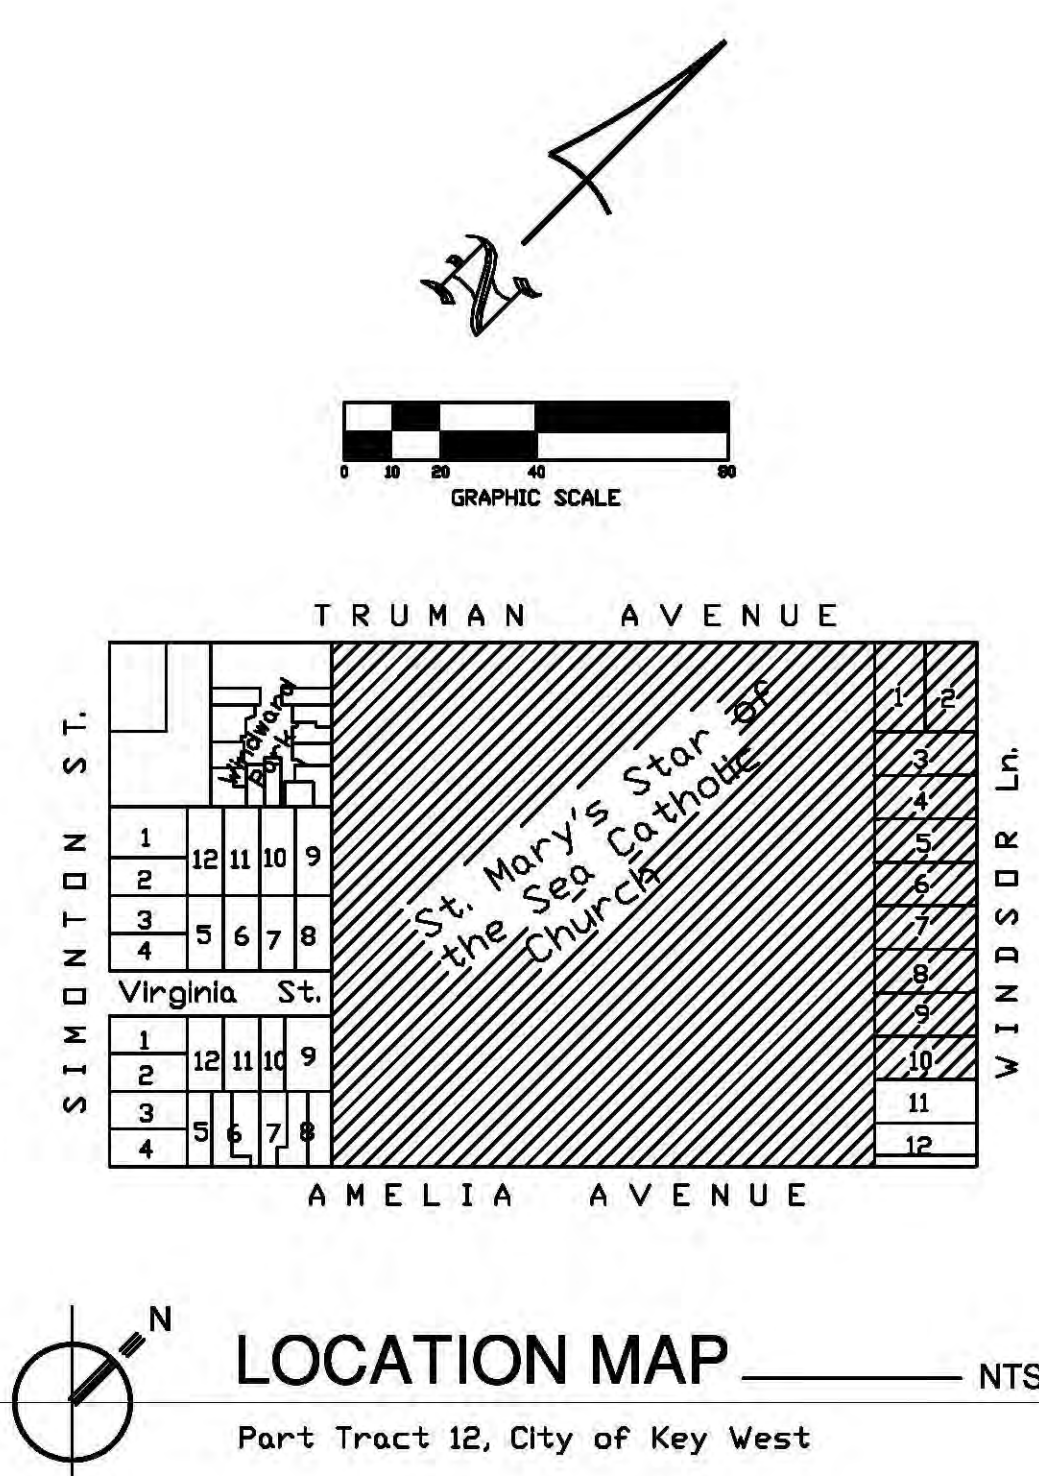 N
0 10 20 40 80
GRAPHIC SCALE
TRUMAN AVENUE
SIMONTON ST.
Windward
Park
St. Mary's Star of
the Sea Catholic
Church
WINDSOR Ln.
1
2
3
4
12 11 10 9
5 6 7 8
Virginia St.
1
2
3
4
12 11 10 9
5 6 7 8
1 2
3
4
5
6
7
8
9
10
11
12
AMELIA AVENUE
N
LOCATION MAP NTS
Part Tract 12, City of Key West